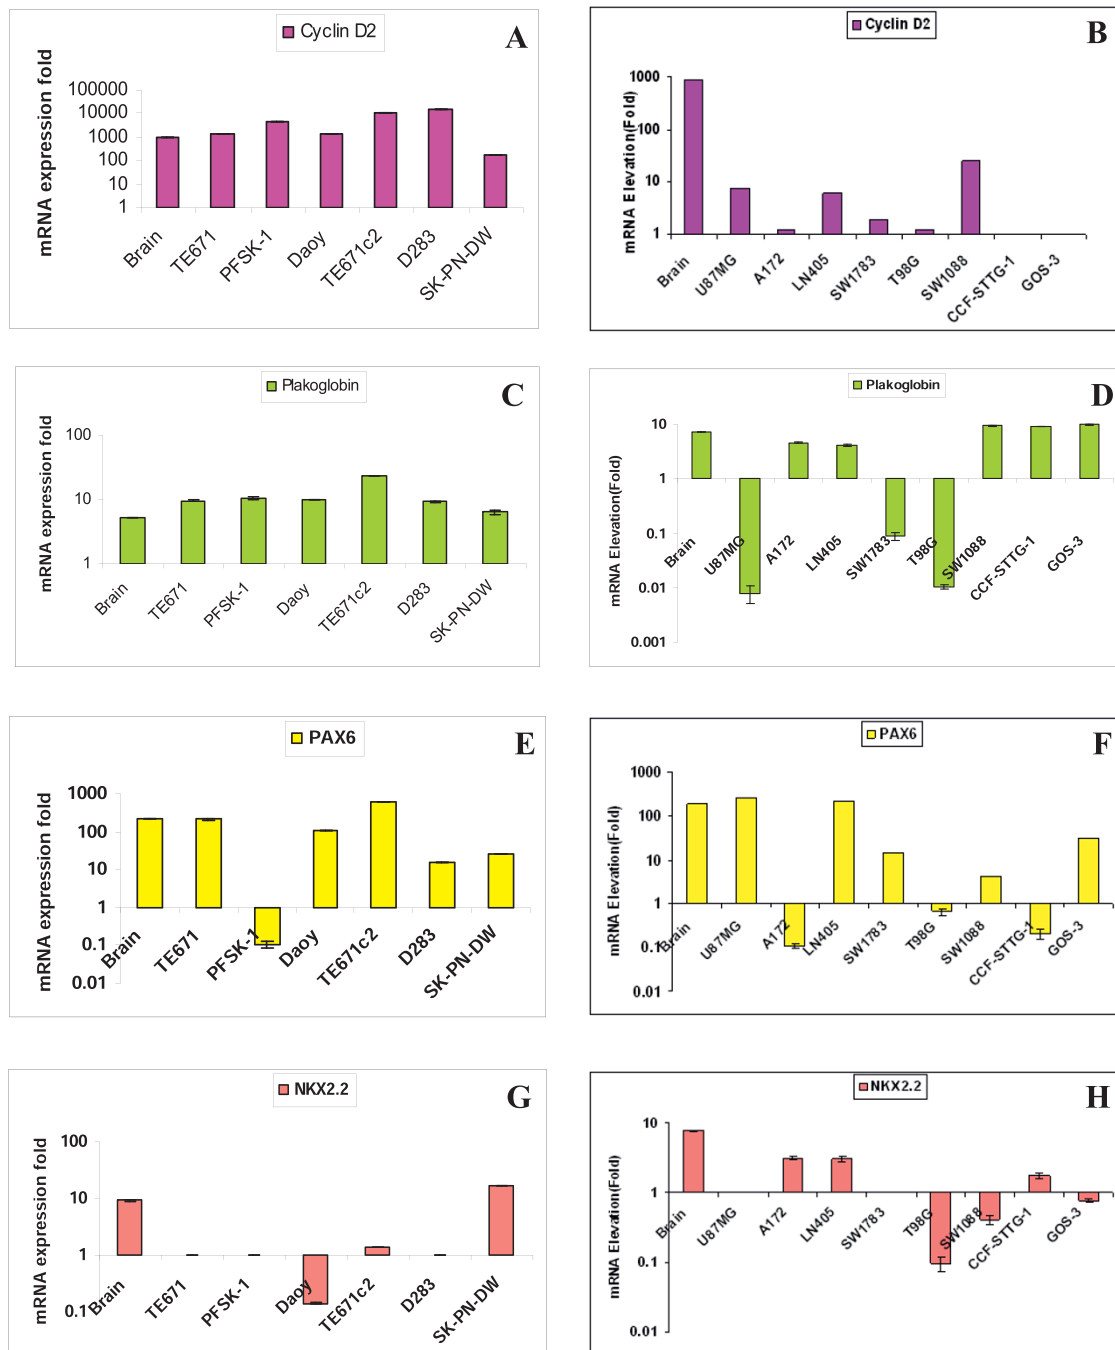 Cyclin D2
A
mRNA expression fold
100000
10000
1000
100
10
1
Brain
TE671
PFSK-1
Daoy
TE671c2
D283
SK-PN-DW
Cyclin D2
B
mRNA Elevation(Fold)
1000
100
10
1
Brain
U87MG
A172
LN405
SW1783
T98G
SW1088
CCF-STTG-1
GOS-3
Plakoglobin
C
mRNA expression fold
100
10
1
Brain
TE671
PFSK-1
Daoy
TE671c2
D283
SK-PN-DW
Plakoglobin
D
mRNA Elevation(Fold)
10
1
0.1
0.01
0.001
Brain
U87MG
A172
LN405
SW1783
T98G
SW1088
CCF-STTG-1
GOS-3
PAX6
E
mRNA expression fold
1000
100
10
1
0.1
0.01
Brain
TE671
PFSK-1
Daoy
TE671c2
D283
SK-PN-DW
PAX6
F
mRNA Elevation(Fold)
1000
100
10
1
0.1
0.01
Brain
U87MG
A172
LN405
SW1783
T98G
SW1088
CCF-STTG-1
GOS-3
NKX2.2
G
mRNA expression fold
100
10
1
0.1
Brain
TE671
PFSK-1
Daoy
TE671c2
D283
SK-PN-DW
NKX2.2
H
mRNA Elevation(Fold)
10
1
0.1
0.01
Brain
U87MG
A172
LN405
SW1783
T98G
SW1088
CCF-STTG-1
GOS-3